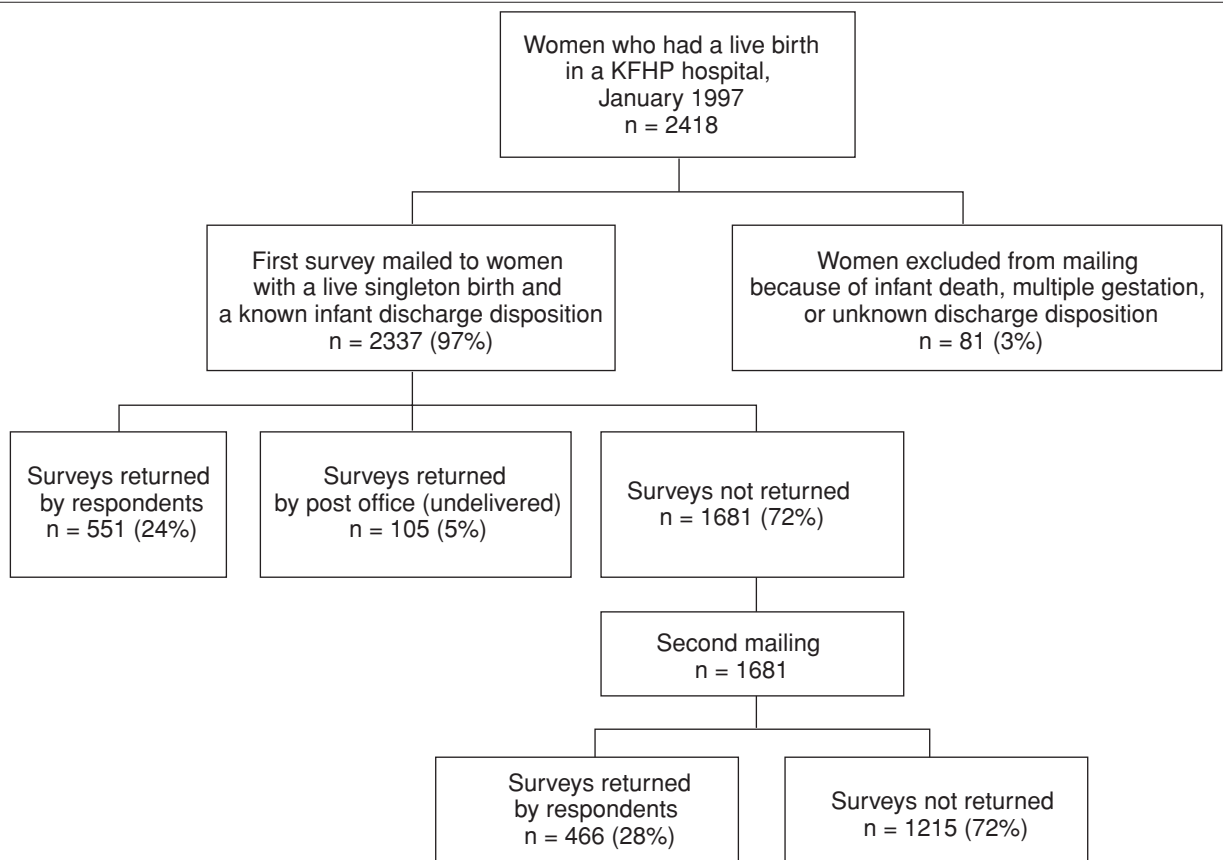 Women who had a live birth
in a KFHP hospital,
January 1997
n = 2418
First survey mailed to women
with a live singleton birth and
a known infant discharge disposition
n = 2337 (97%)
Women excluded from mailing
because of infant death, multiple gestation,
or unknown discharge disposition
n = 81 (3%)
Surveys returned
by respondents
n = 551 (24%)
Surveys returned
by post office (undelivered)
n = 105 (5%)
Surveys not returned
n = 1681 (72%)
Second mailing
n = 1681
Surveys returned
by respondents
n = 466 (28%)
Surveys not returned
n = 1215 (72%)